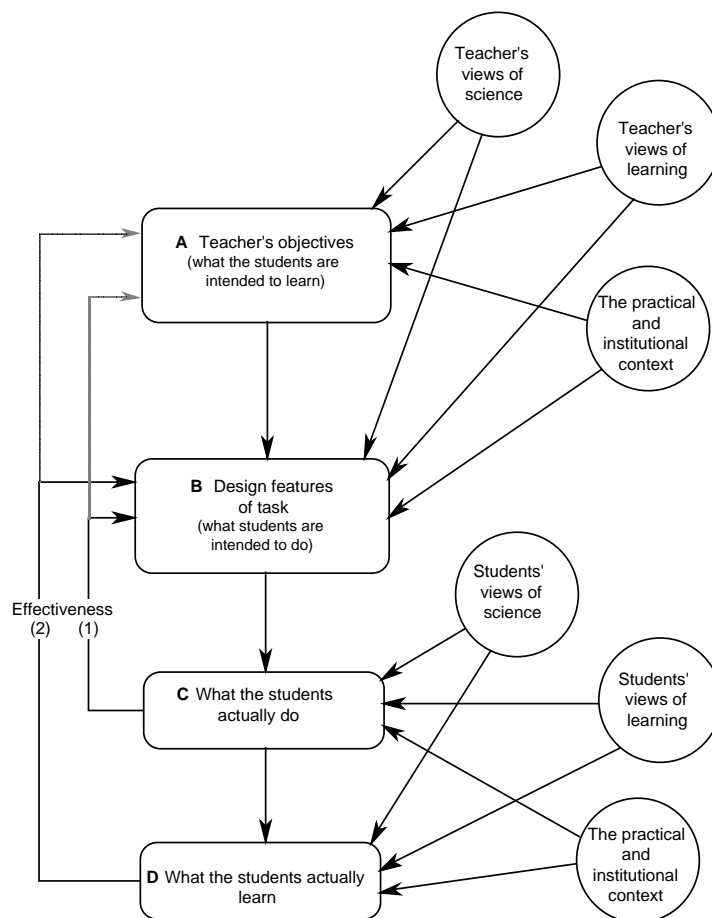 Teacher's
views of
science
Teacher's
views of
learning
A Teacher's objectives
(what the students are
intended to learn)
The practical
and
institutional
context
B Design features
of task
(what students are
intended to do)
Students'
views of
science
Effectiveness
(2) (1)
C What the students
actually do
Students'
views of
learning
D What the students actually
learn
The practical
and
institutional
context